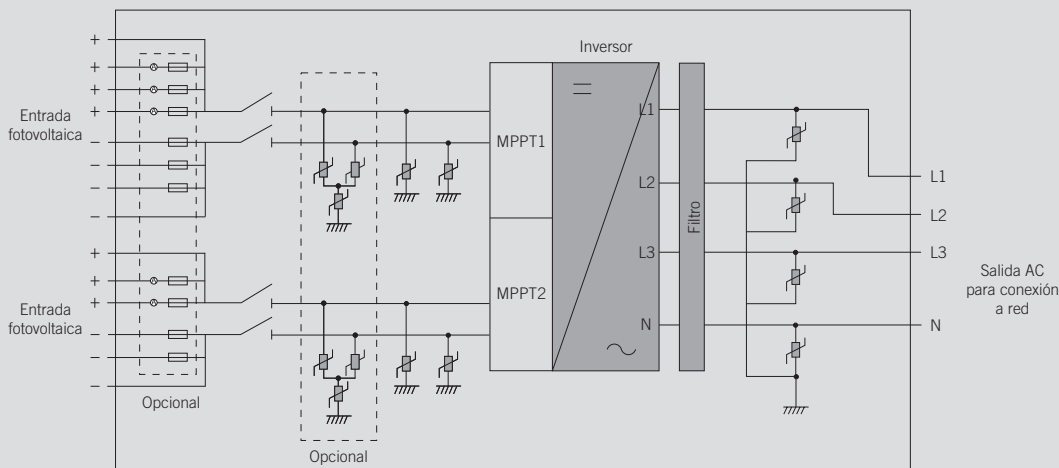 Inversor
+
+
+
+
Entrada
fotovoltaica
−
−
−
−
MPPT1
L1
L2
L3
N
Filtro
L1
L2
L3
N
Salida AC
para conexión
a red
+
+
+
Entrada
fotovoltaica
−
−
−
MPPT2
Opcional
Opcional